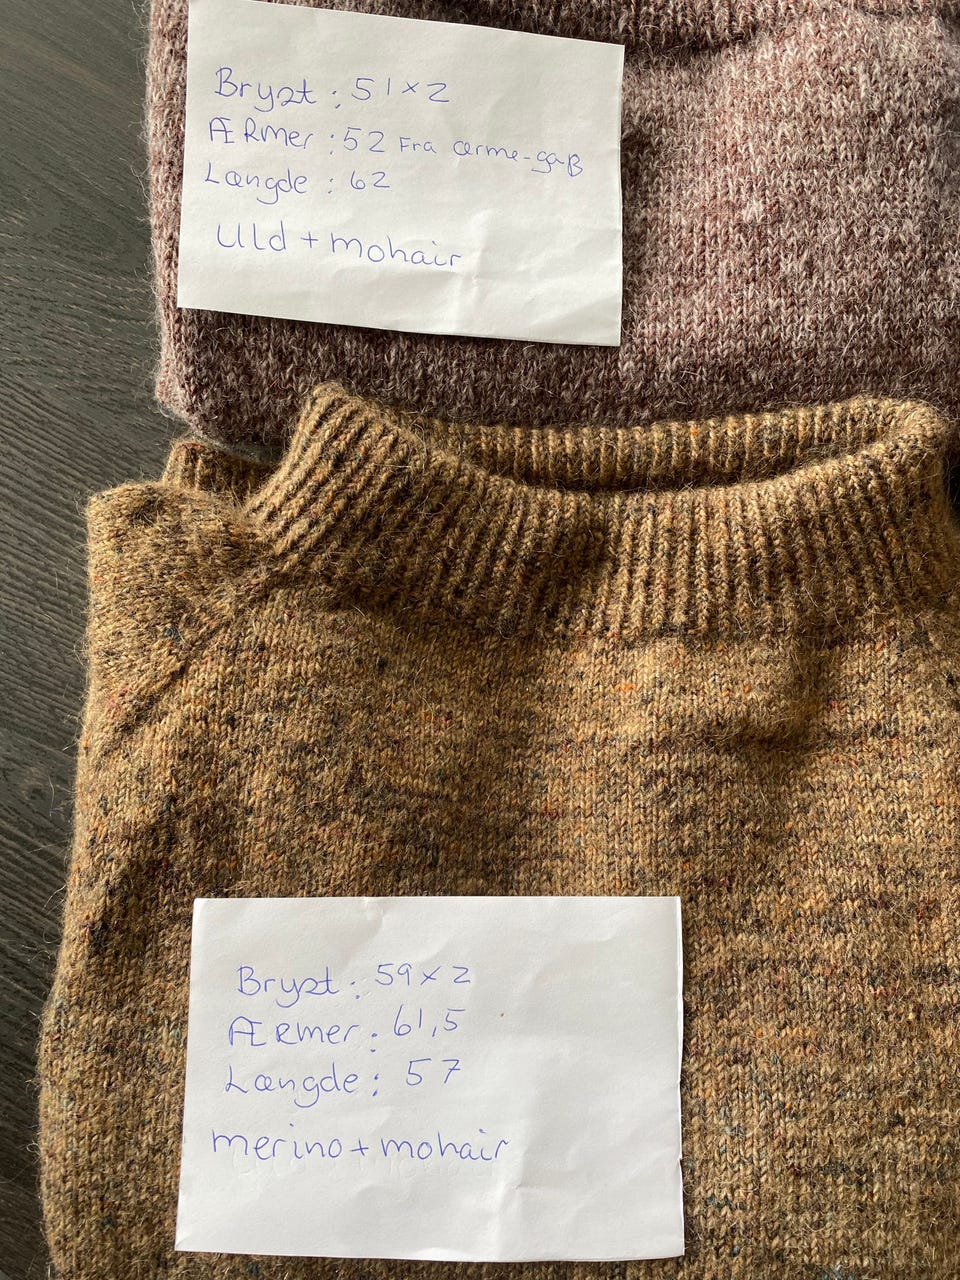 Bryst : 51 x 2
ÆRmer : 52 Fra ærme-gab
Længde : 62
Uld + mohair
Bryst : 59 x 2
ÆRmer : 61,5
Længde : 57
merino + mohair